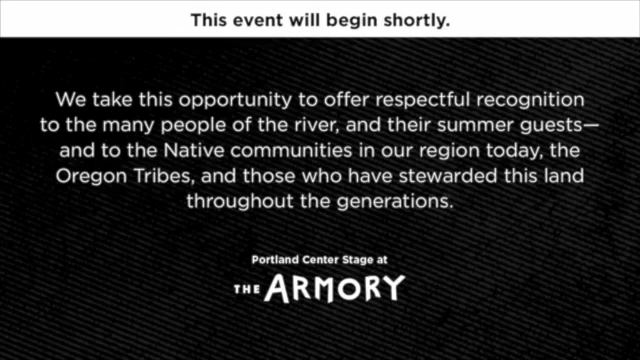 This event will begin shortly.
We take this opportunity to offer respectful recognition
to the many people of the river, and their summer guests—
and to the Native communities in our region today, the
Oregon Tribes, and those who have stewarded this land
throughout the generations.
Portland Center Stage at
THE ARMORY